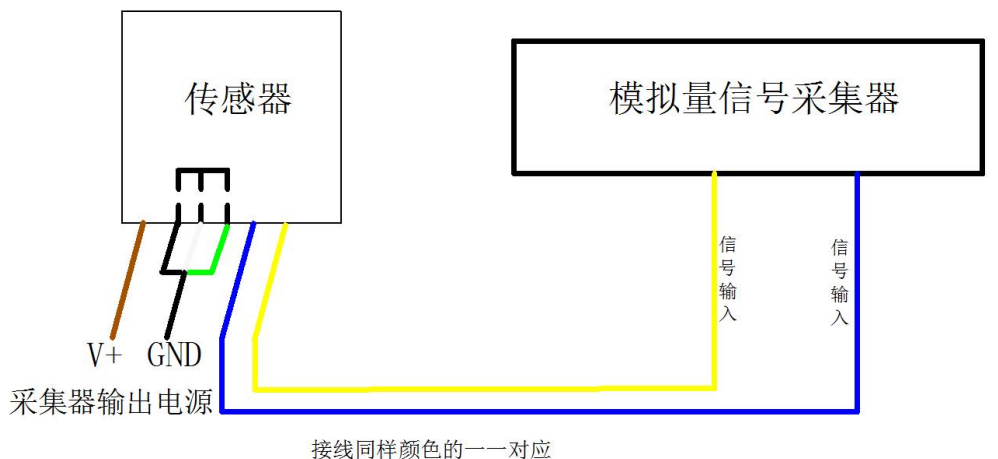 传感器
模拟量信号采集器
信号输入
信号输入
V+ GND
采集器输出电源
接线同样颜色的一一对应